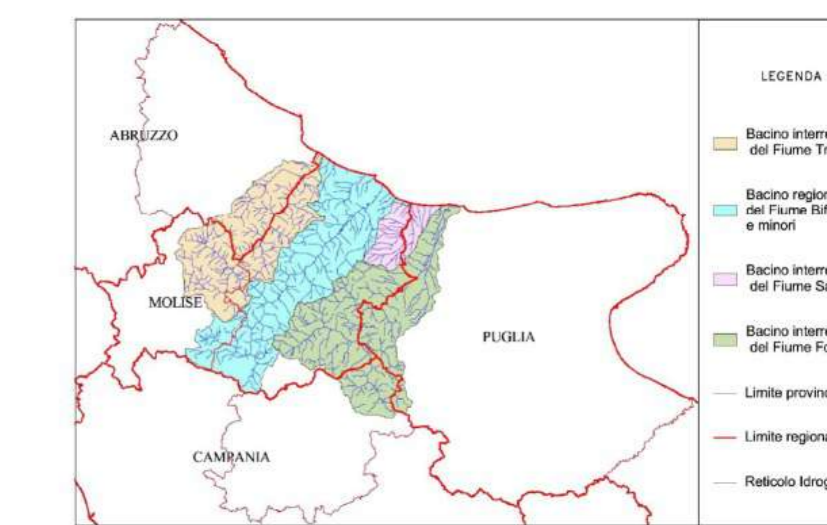 ABRUZZO
MOLISE
CAMPANIA
PUGLIA
LEGENDA
Bacino interre
del Fiume Tr
Bacino region
del Fiume Bif
e minori
Bacino interre
del Fiume Sa
Bacino interre
del Fiume Fo
Limite provinc
Limite regiona
Reticolo Idrog